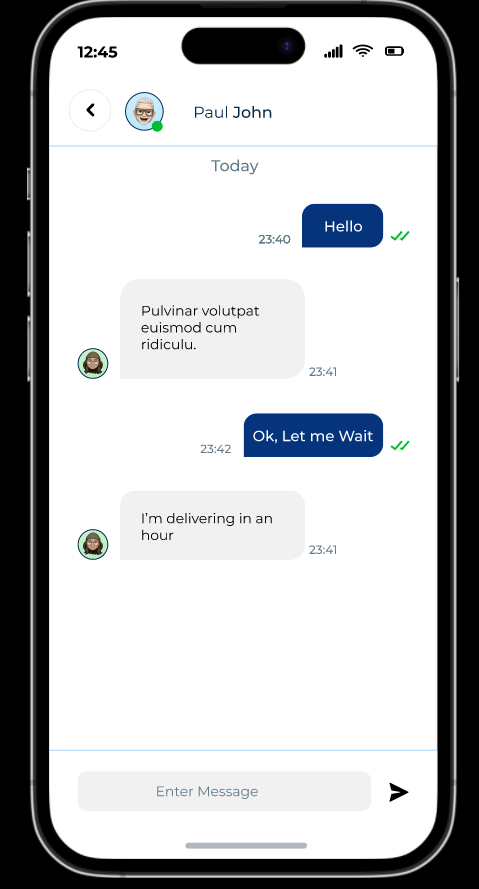 12:45
Paul John
Today
Hello
23:40
Pulvinar volutpat
euismod cum
ridiculu.
23:41
Ok, Let me Wait
23:42
I'm delivering in an
hour
23:41
Enter Message